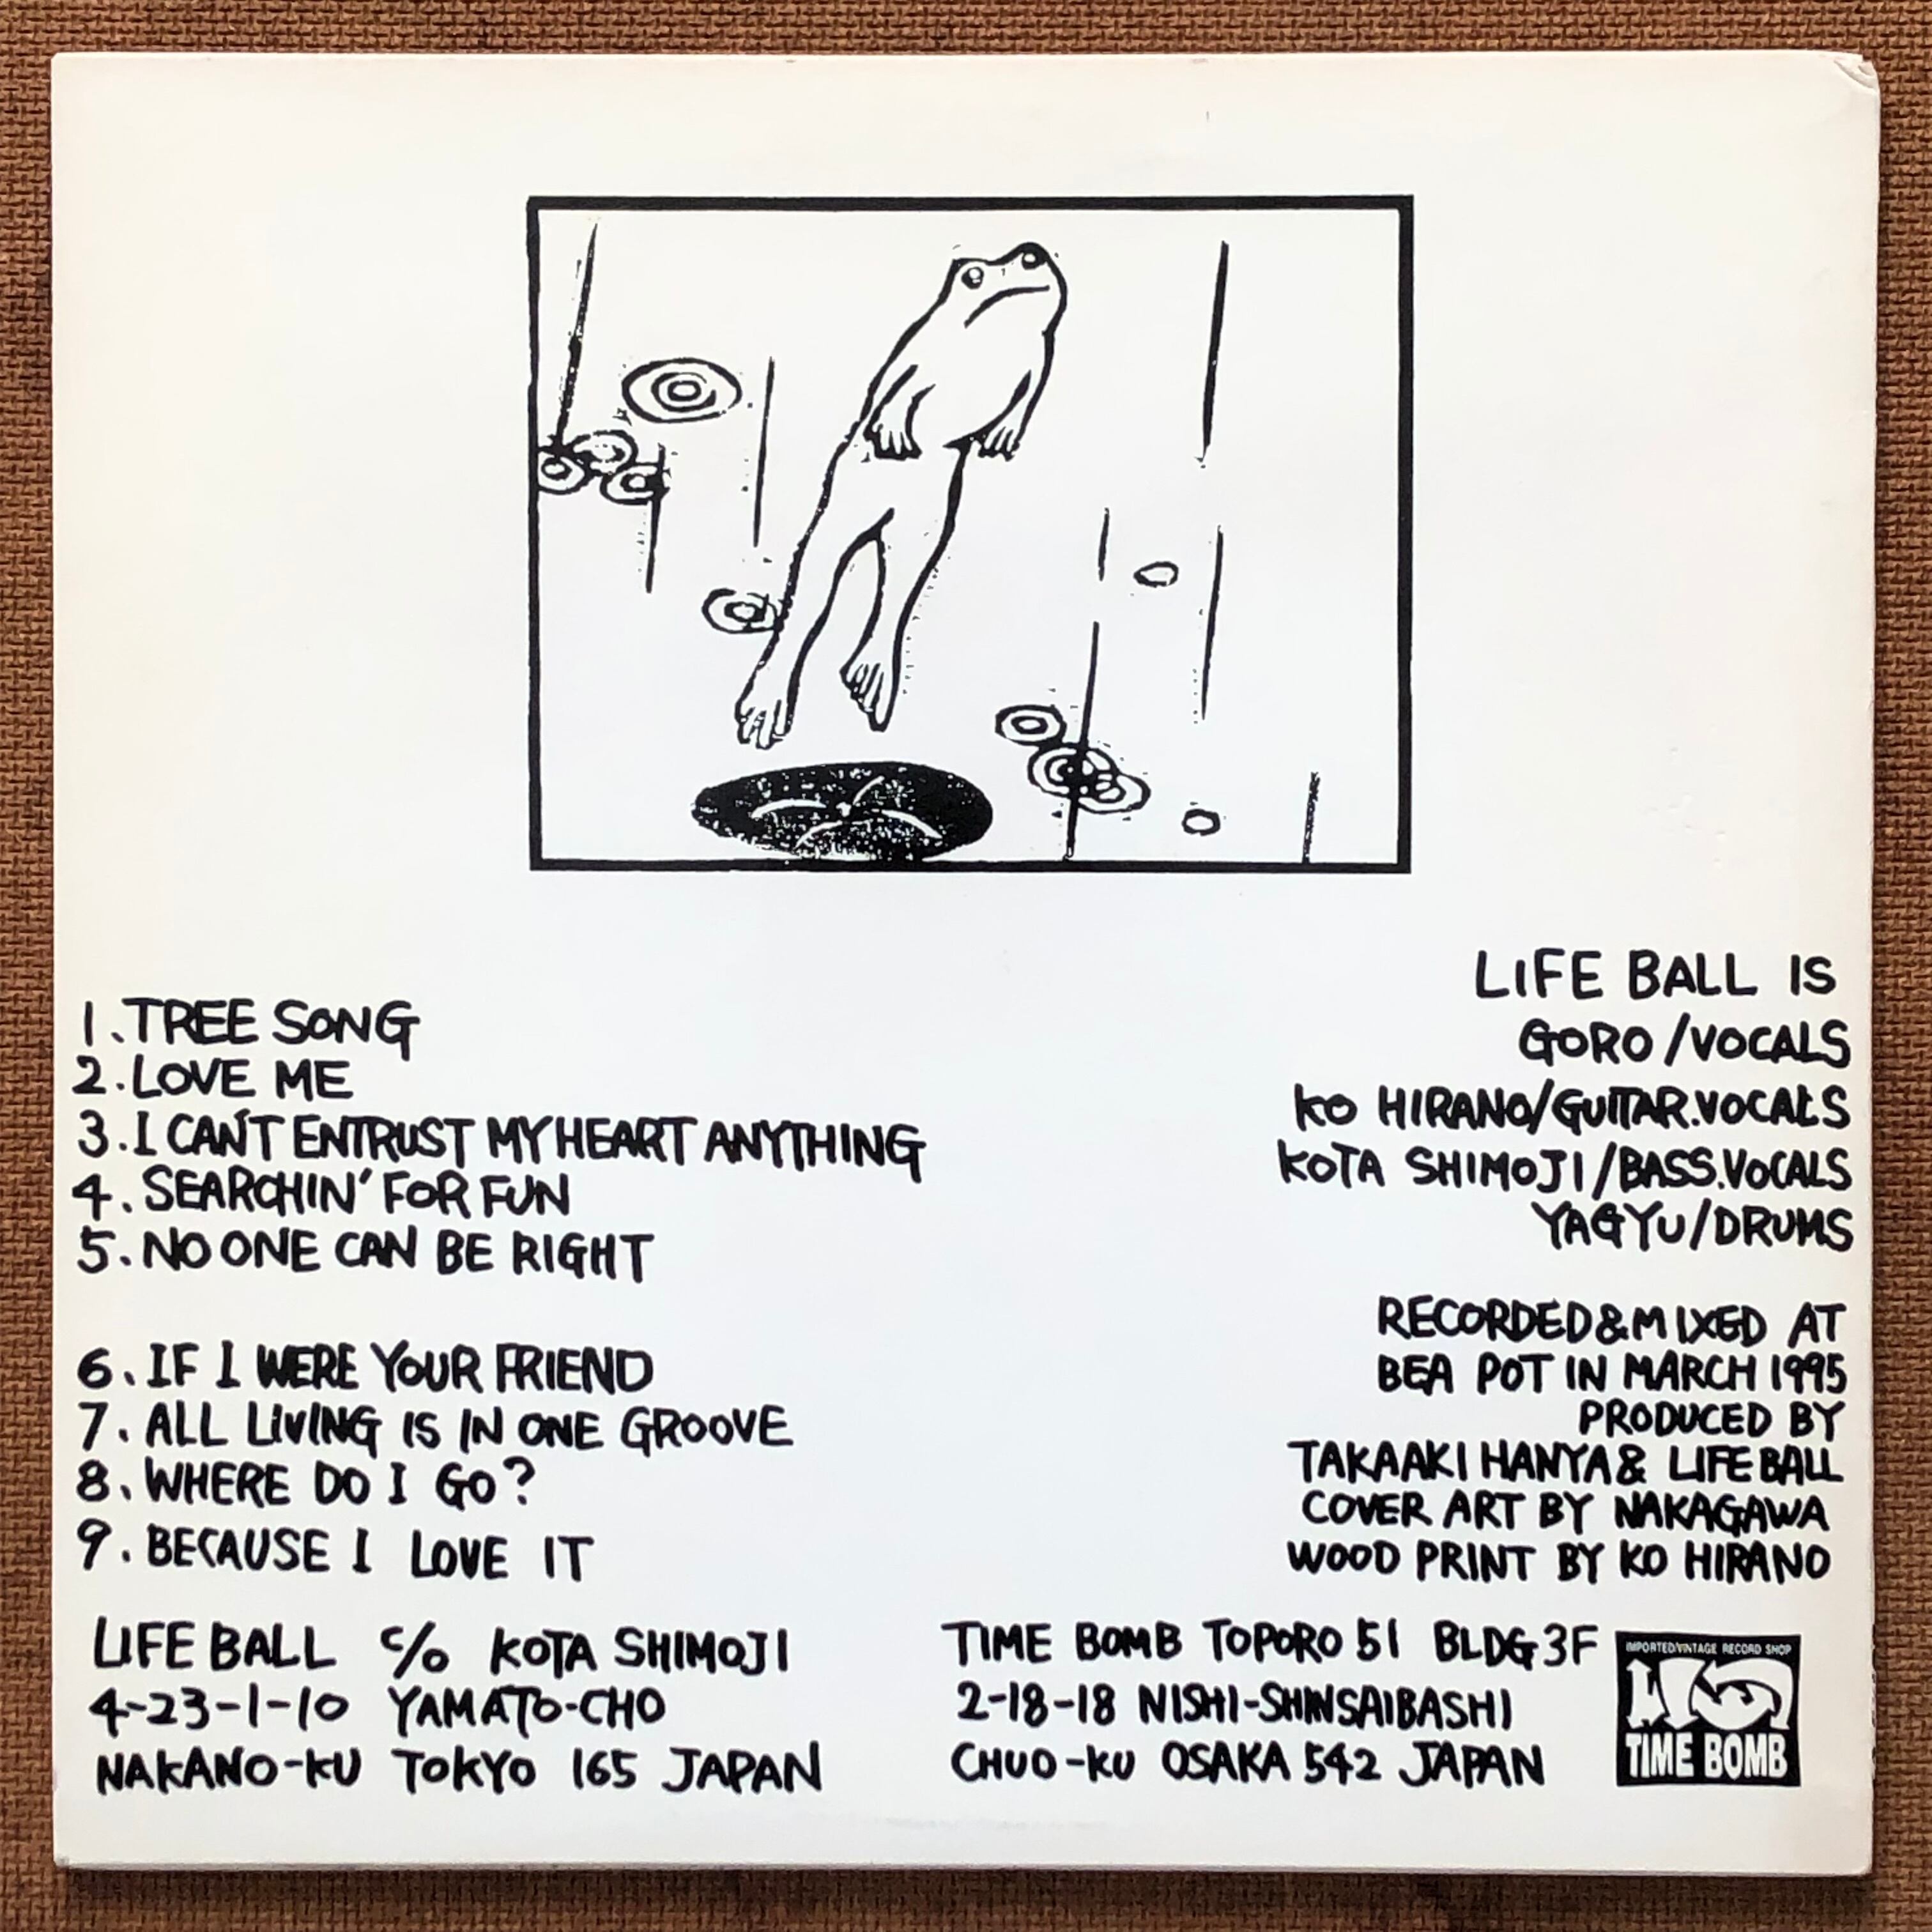 1. TREE SONG
2. LOVE ME
3. I CAN'T ENTRUST MY HEART ANYTHING
4. SEARCHIN' FOR FUN
5. NO ONE CAN BE RIGHT
6. IF I WERE YOUR FRIEND
7. ALL LIVING IS IN ONE GROOVE
8. WHERE DO I GO?
9. BECAUSE I LOVE IT
LIFE BALL IS
GORO/VOCALS
KO HIRANO/GUITAR.VOCALS
KOTA SHIMOJI/BASS.VOCALS
YAGYU/DRUMS
RECORDED&MIXED AT
BEA POT IN MARCH 1995
PRODUCED BY
TAKAAKI HANYA& LIFE BALL
COVER ART BY NAKAGAWA
WOOD PRINT BY KO HIRANO
LIFE BALL c/o KOTA SHIMOJI
4-23-1-10 YAMATO-CHO
NAKANO-KU TOKYO 165 JAPAN
TIME BOMB TOPORO 51 BLDG 3F
2-18-18 NISHI-SHINSAIBASHI
CHUO-KU OSAKA 542 JAPAN
IMPORTED/VINTAGE RECORD SHOP
TIME BOMB